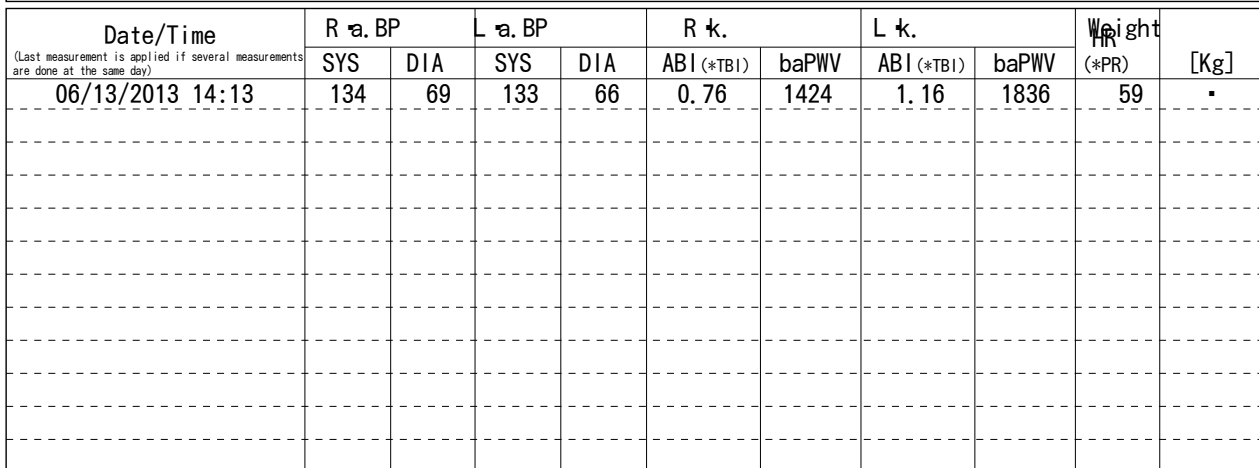 Date/Time R a. BP L a. BP R k. L k. HR Weight
(Last measurement is applied if several measurements
are done at the same day)
SYS DIA SYS DIA ABI (*TBI) baPWV ABI (*TBI) baPWV (*PR) [Kg]
06/13/2013 14:13 134 69 133 66 0.76 1424 1.16 1836 59